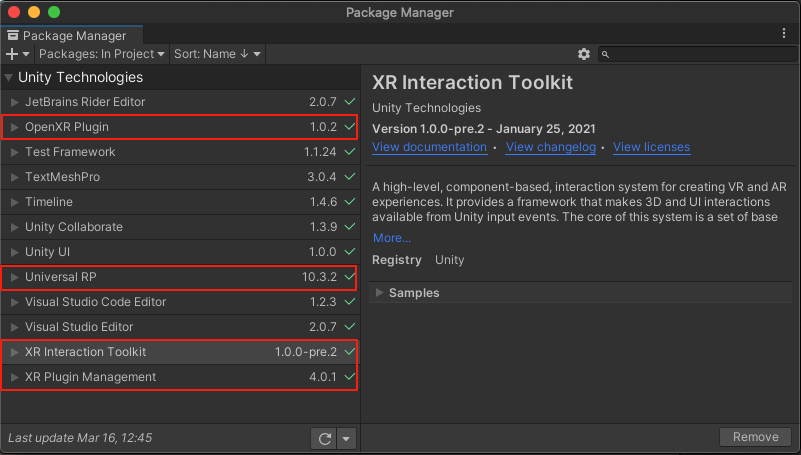 Package Manager
Package Manager
Packages: In Project Sort: Name ↓
Unity Technologies
JetBrains Rider Editor 2.0.7
OpenXR Plugin 1.0.2
Test Framework 1.1.24
TextMeshPro 3.0.4
Timeline 1.4.6
Unity Collaborate 1.3.9
Unity UI 1.0.0
Universal RP 10.3.2
Visual Studio Code Editor 1.2.3
Visual Studio Editor 2.0.7
XR Interaction Toolkit 1.0.0-pre.2
XR Plugin Management 4.0.1
Last update Mar 16, 12:45
XR Interaction Toolkit
Unity Technologies
Version 1.0.0-pre.2 - January 25, 2021
View documentation • View changelog • View licenses
A high-level, component-based, interaction system for creating VR and AR
experiences. It provides a framework that makes 3D and UI interactions
available from Unity input events. The core of this system is a set of base
More...
Registry Unity
Samples
Remove